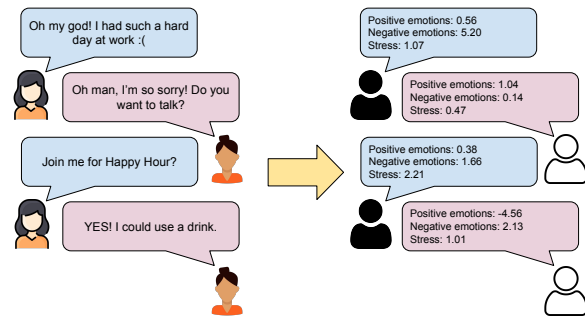 Oh my god! I had such a hard
day at work :(
Oh man, I'm so sorry! Do you
want to talk?
Join me for Happy Hour?
YES! I could use a drink.
Positive emotions: 0.56
Negative emotions: 5.20
Stress: 1.07
Positive emotions: 1.04
Negative emotions: 0.14
Stress: 0.47
Positive emotions: 0.38
Negative emotions: 1.66
Stress: 2.21
Positive emotions: -4.56
Negative emotions: 2.13
Stress: 1.01